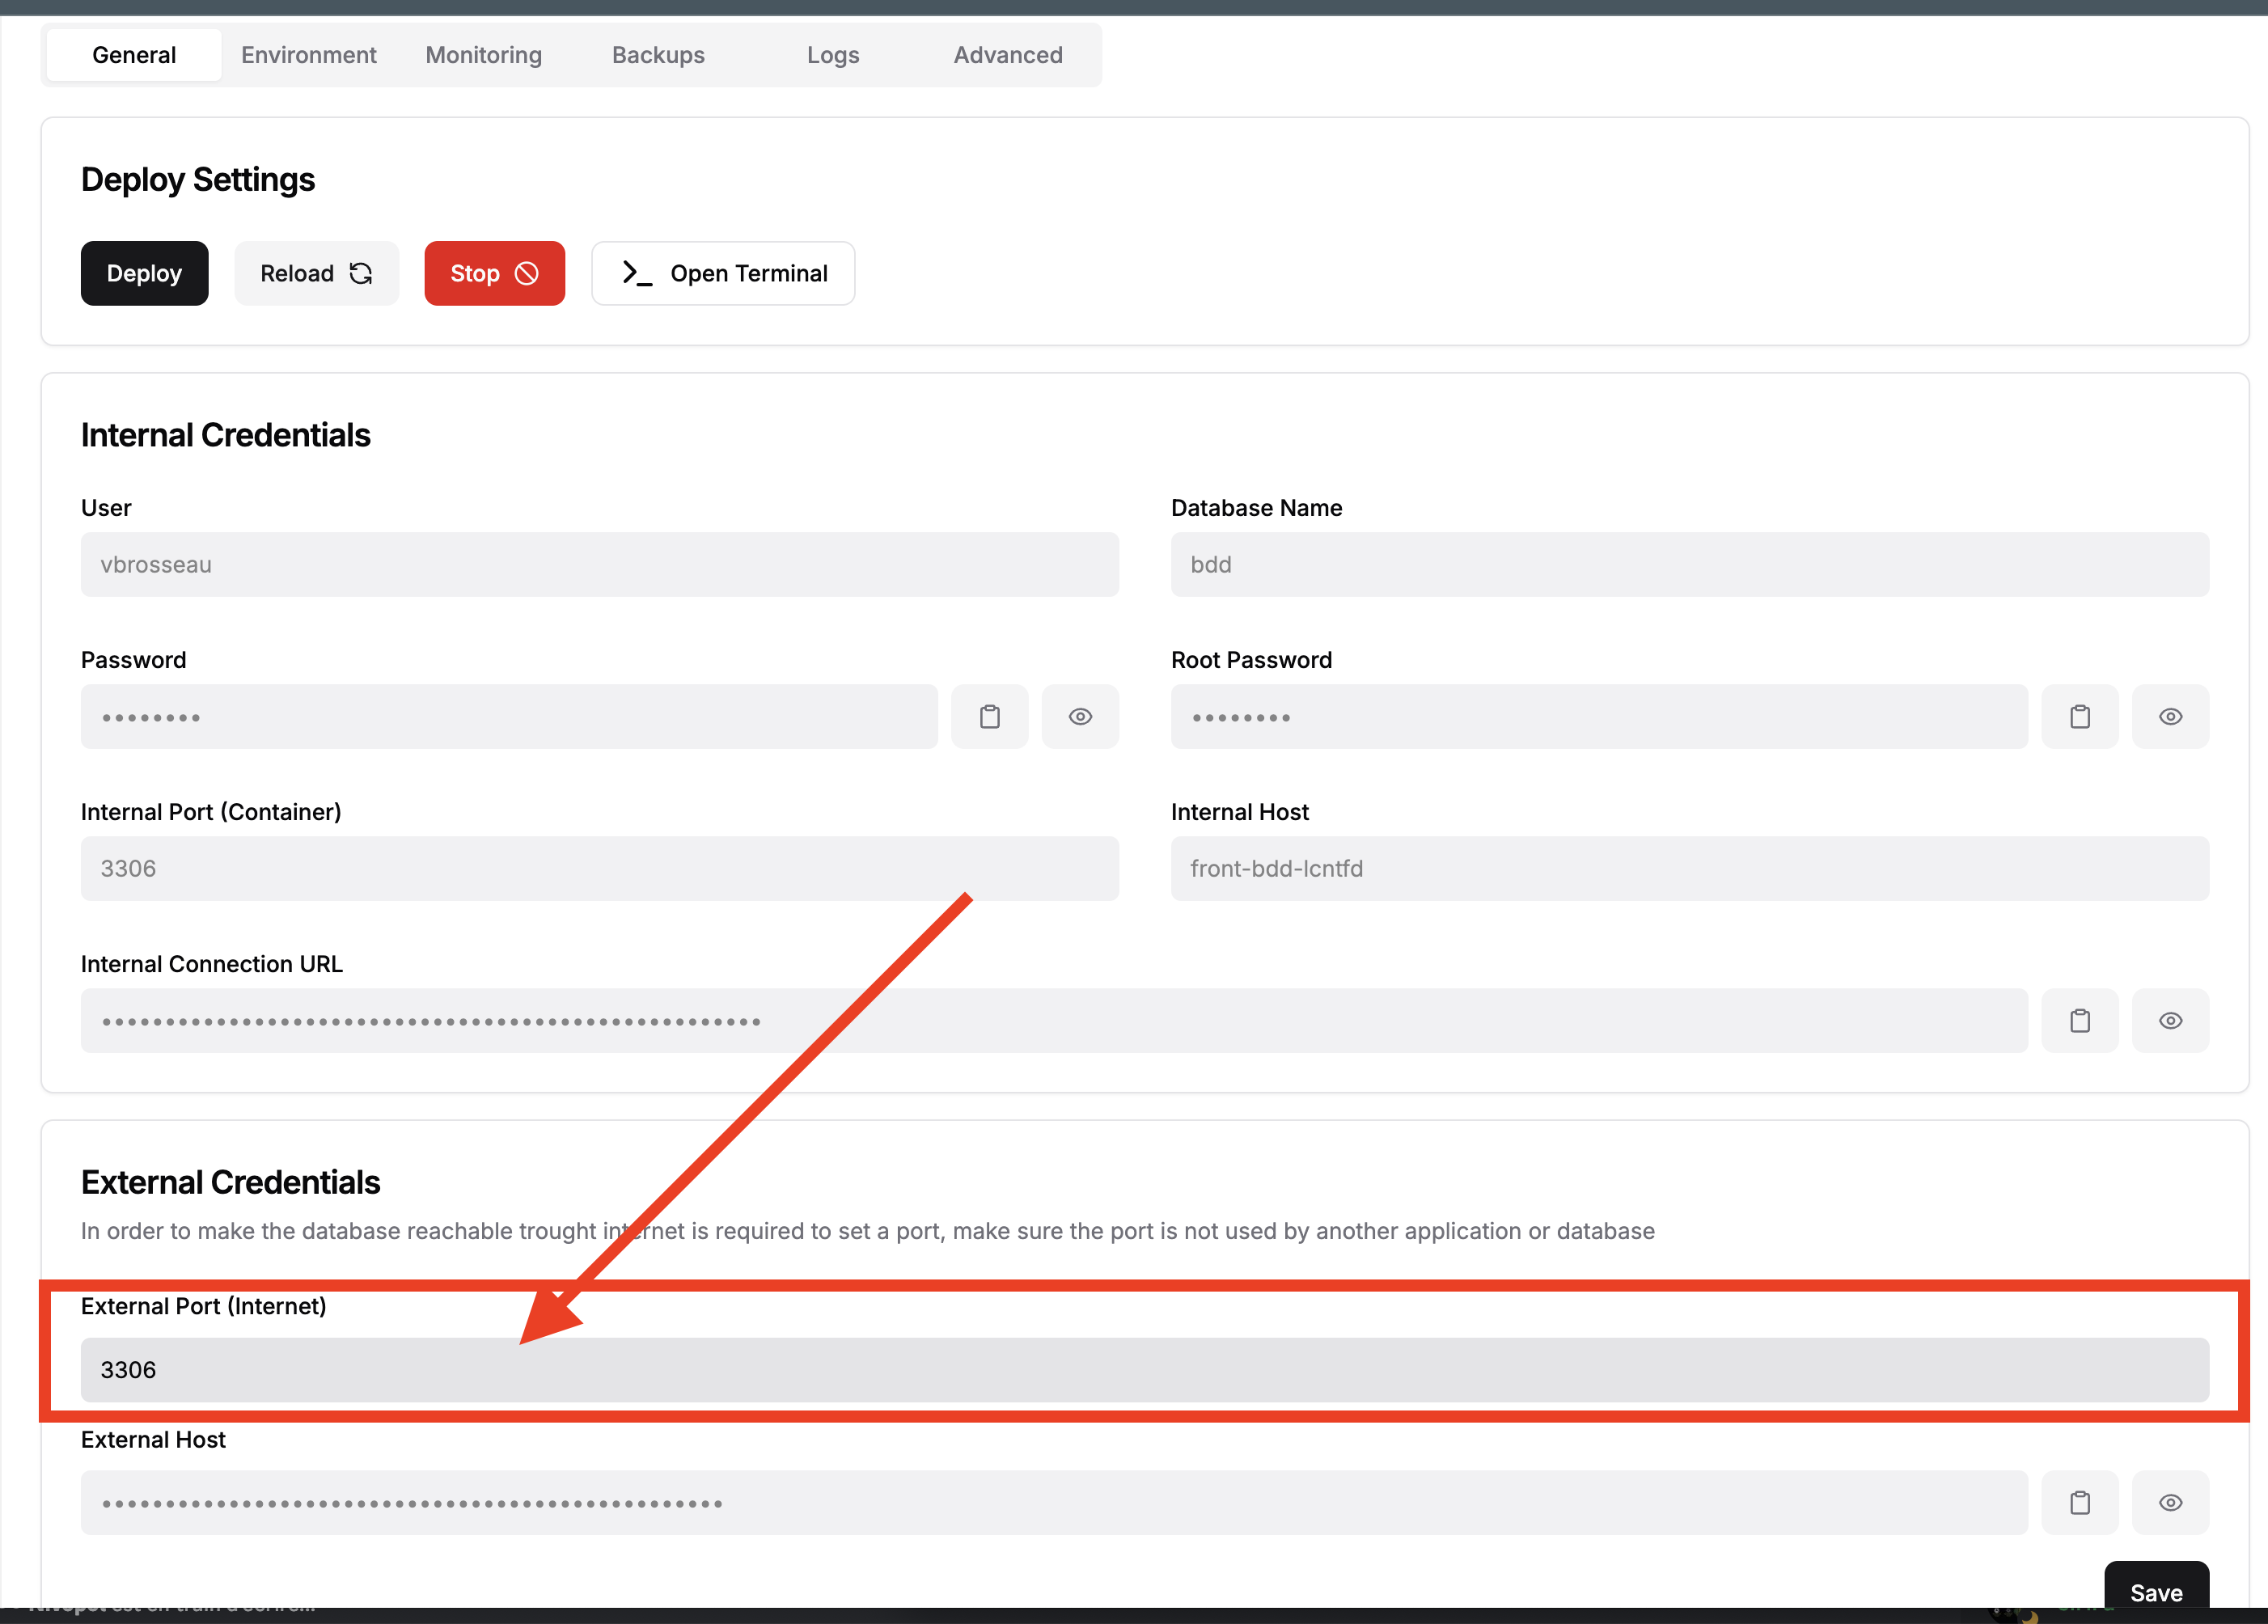 General Environment Monitoring Backups Logs Advanced
Deploy Settings
Deploy Reload Stop Open Terminal
Internal Credentials
User Database Name
vbrosseau bdd
Password Root Password
•••••••• ••••••••
Internal Port (Container) Internal Host
3306 front-bdd-lcntfd
Internal Connection URL
External Credentials
In order to make the database reachable trought internet is required to set a port, make sure the port is not used by another application or database
External Port (Internet)
3306
External Host
Save